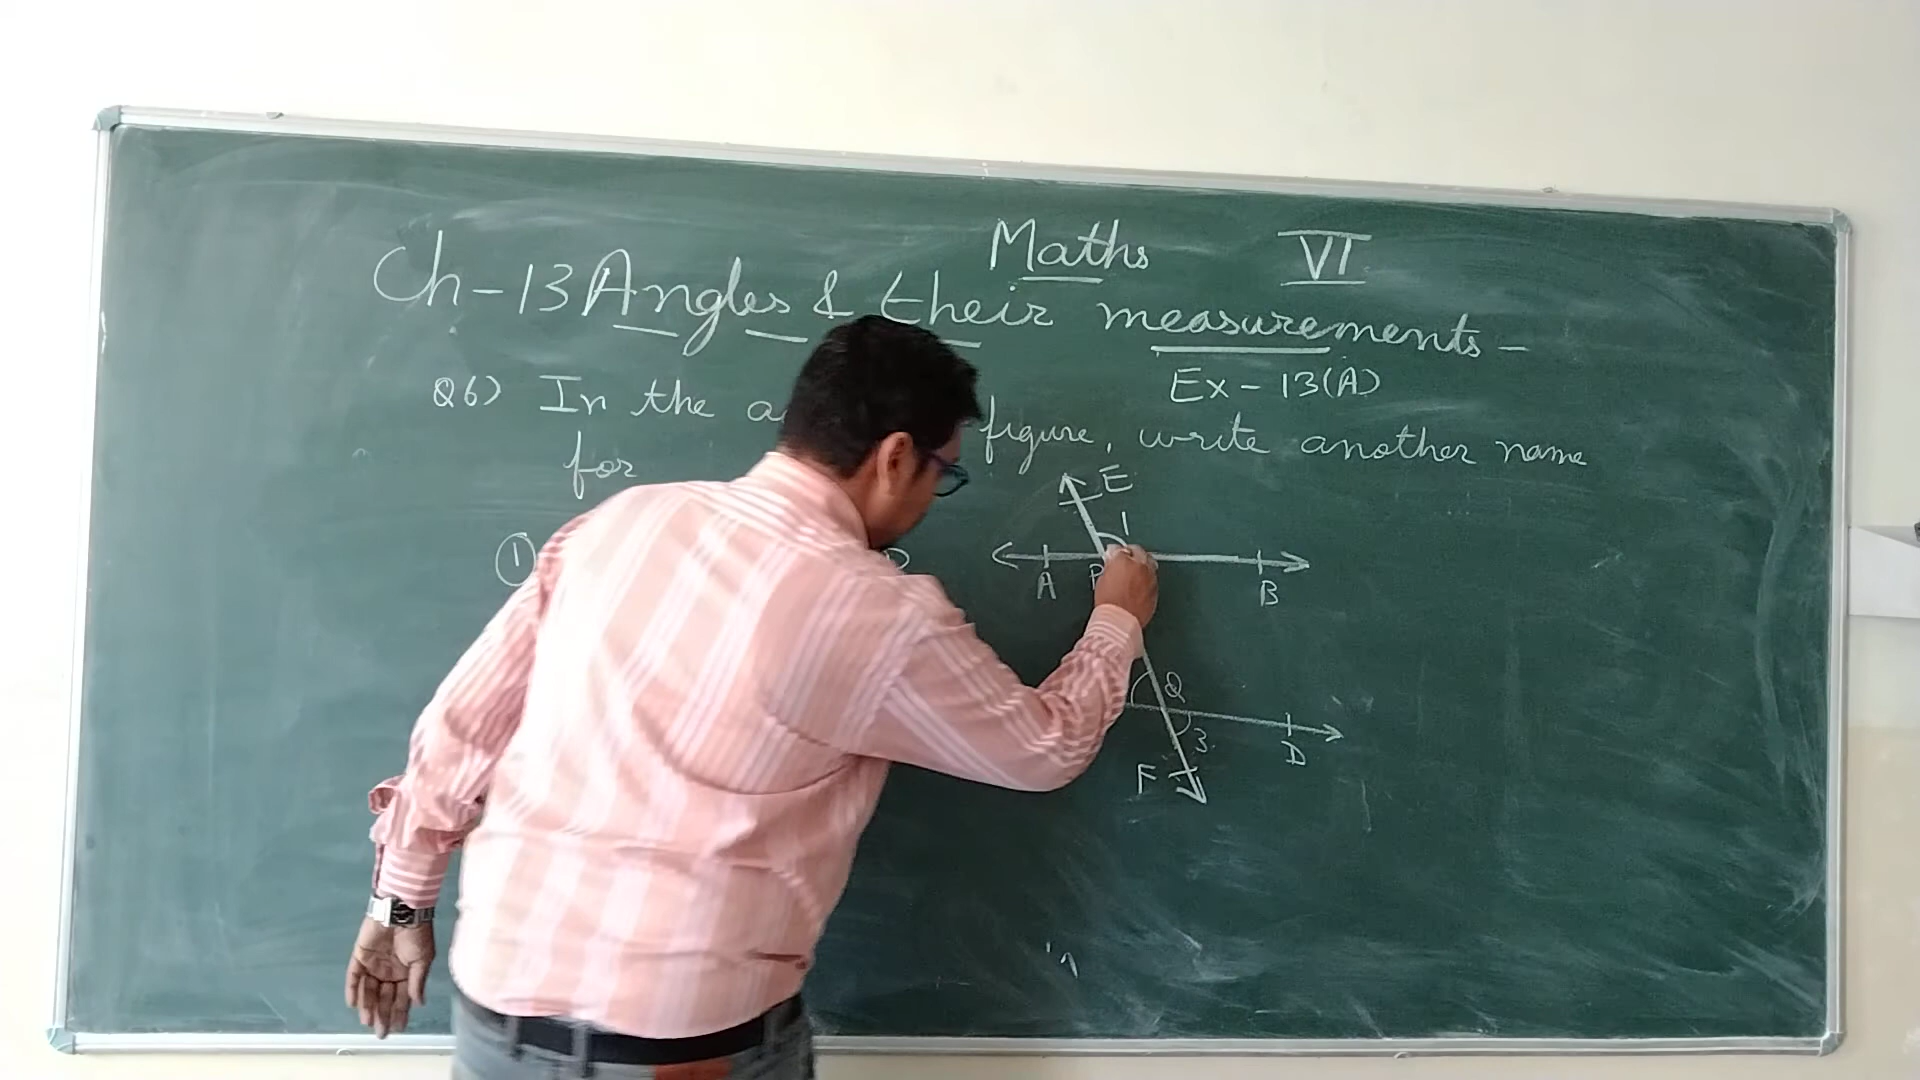 Maths VI
Ch-13 Angles & their measurements-
Ex-13(A)
Q6) In the figure, write another name
for
E
1
A P B
Q
3
D
F
①